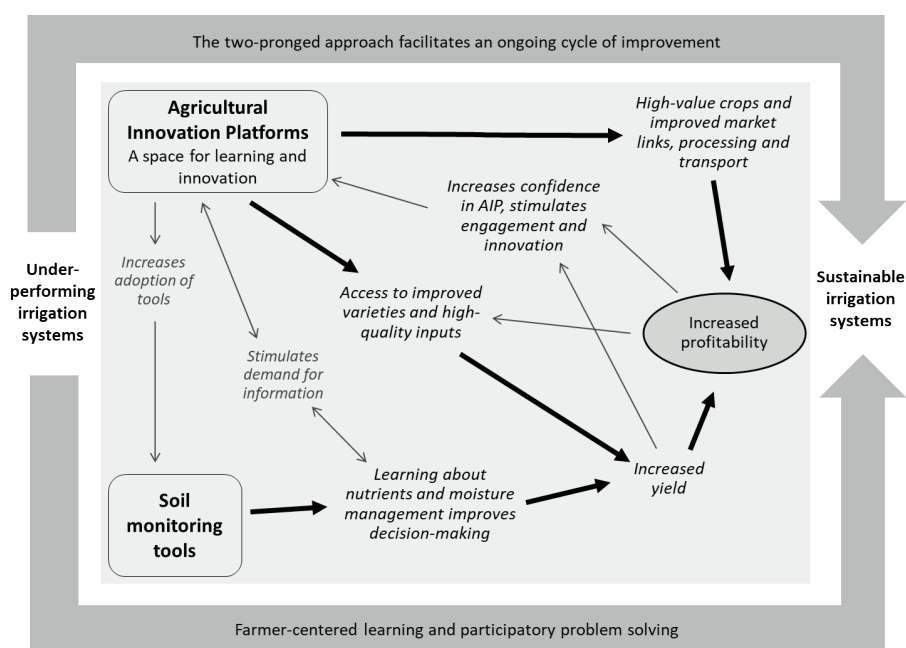 The two-pronged approach facilitates an ongoing cycle of improvement
Agricultural
Innovation Platforms
A space for learning and
innovation
High-value crops and
improved market
links, processing and
transport
Increases confidence
in AIP, stimulates
engagement and
innovation
Increases
adoption of
tools
Under-
performing
irrigation
systems
Sustainable
irrigation
systems
Access to improved
varieties and high-
quality inputs
Increased
profitability
Stimulates
demand for
information
Learning about
nutrients and moisture
management improves
decision-making
Increased
yield
Soil
monitoring
tools
Farmer-centered learning and participatory problem solving